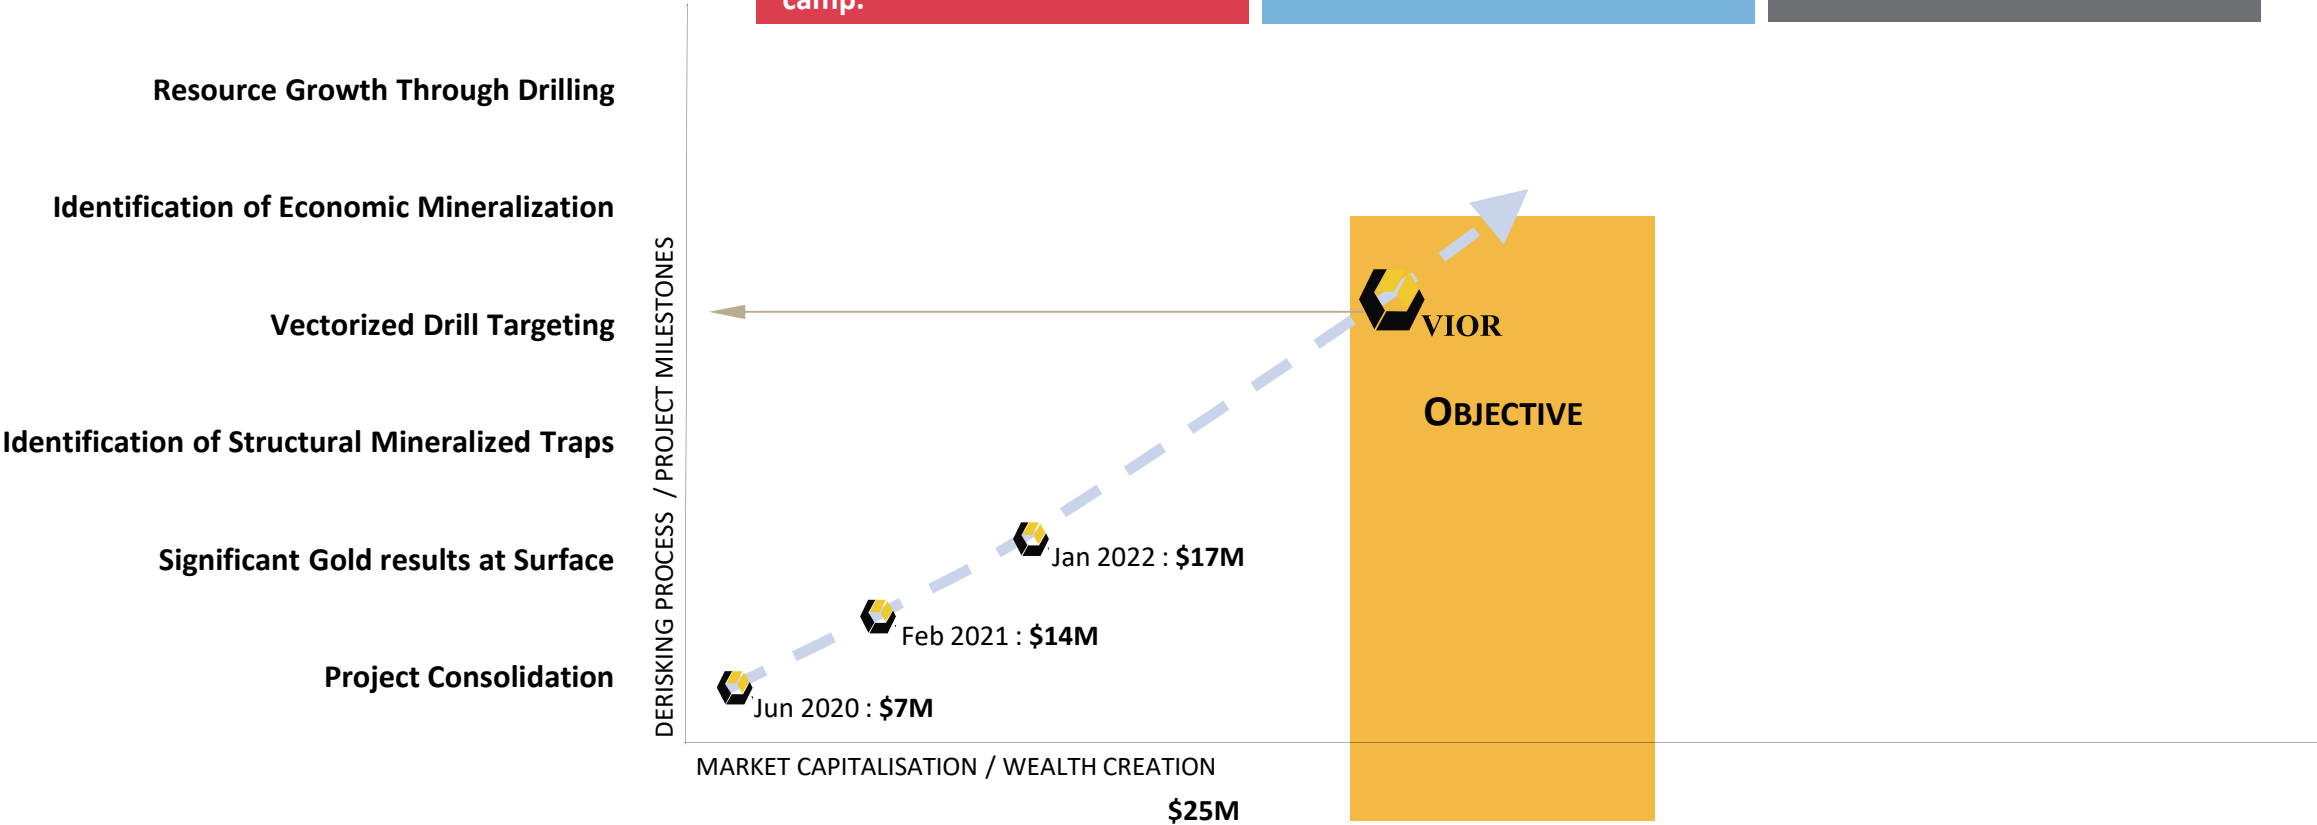 camp.
Resource Growth Through Drilling
Identification of Economic Mineralization
Vectorized Drill Targeting
Identification of Structural Mineralized Traps
Significant Gold results at Surface
Project Consolidation
DERISKING PROCESS / PROJECT MILESTONES
VIOR
OBJECTIVE
Jan 2022 : $17M
Feb 2021 : $14M
Jun 2020 : $7M
MARKET CAPITALISATION / WEALTH CREATION
$25M